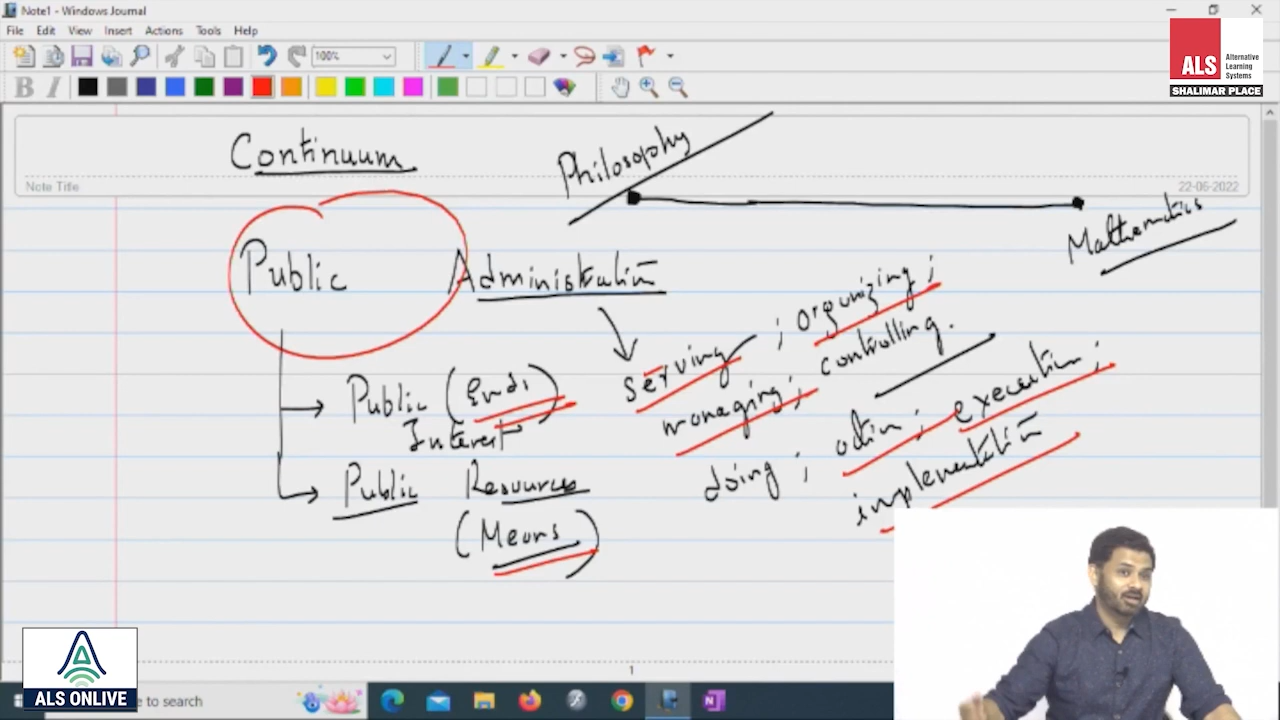 Note1 - Windows Journal
File Edit View Insert Actions Tools Help
100%
B I
ALS
Alternative
Learning
Systems
SHALIMAR PLACE
Continuum
Philosophy
Mathematics
Note Title
22-06-2022
Public Administration
serving ; organizing ;
managing ; controlling.
doing ; action ; execution ;
implementation
Public (Ends)
Interest
Public Resources
(Means)
1
ALS ONLIVE
e to search